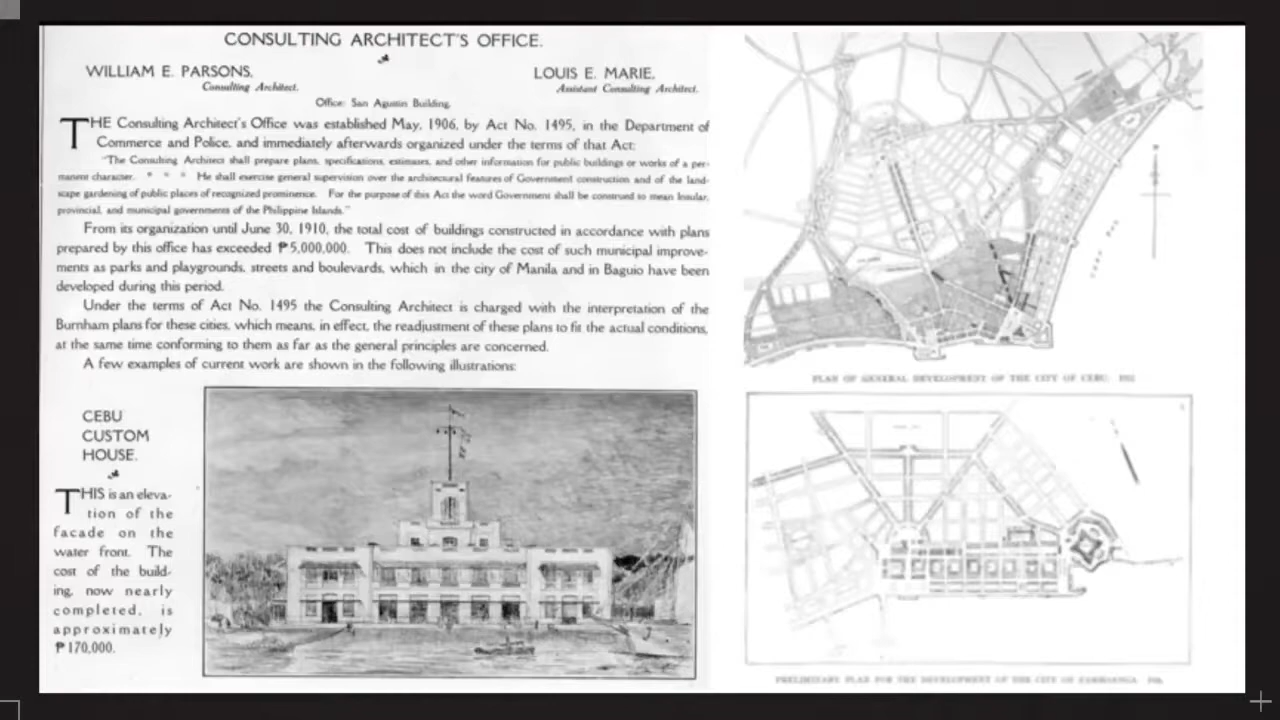 CONSULTING ARCHITECT'S OFFICE.
WILLIAM E. PARSONS,
Consulting Architect.
LOUIS E. MARIE,
Assistant Consulting Architect.
Office: San Agustin Building.
THE Consulting Architect's Office was established May, 1906, by Act No. 1495, in the Department of
Commerce and Police, and immediately afterwards organized under the terms of that Act:
"The Consulting Architect shall prepare plans, specifications, estimates, and other information for public buildings or works of a per-
manent character. * * * He shall exercise general supervision over the architectural features of Government construction and of the land-
scape gardening of public places of recognized prominence. For the purpose of this Act the word Government shall be construed to mean Insular,
provincial, and municipal governments of the Philippine Islands."
From its organization until June 30, 1910, the total cost of buildings constructed in accordance with plans
prepared by this office has exceeded ₱5,000,000. This does not include the cost of such municipal improve-
ments as parks and playgrounds, streets and boulevards, which in the city of Manila and in Baguio have been
developed during this period.
Under the terms of Act No. 1495 the Consulting Architect is charged with the interpretation of the
Burnham plans for these cities, which means, in effect, the readjustment of these plans to fit the actual conditions,
at the same time conforming to them as far as the general principles are concerned.
A few examples of current work are shown in the following illustrations:
CEBU
CUSTOM
HOUSE.
THIS is an eleva-
tion of the
facade on the
water front. The
cost of the build-
ing, now nearly
completed, is
approximately
₱170,000.
PLAN OF GENERAL DEVELOPMENT OF THE CITY OF CEBU
PRELIMINARY PLAN FOR THE DEVELOPMENT OF THE CITY OF ZAMBOANGA